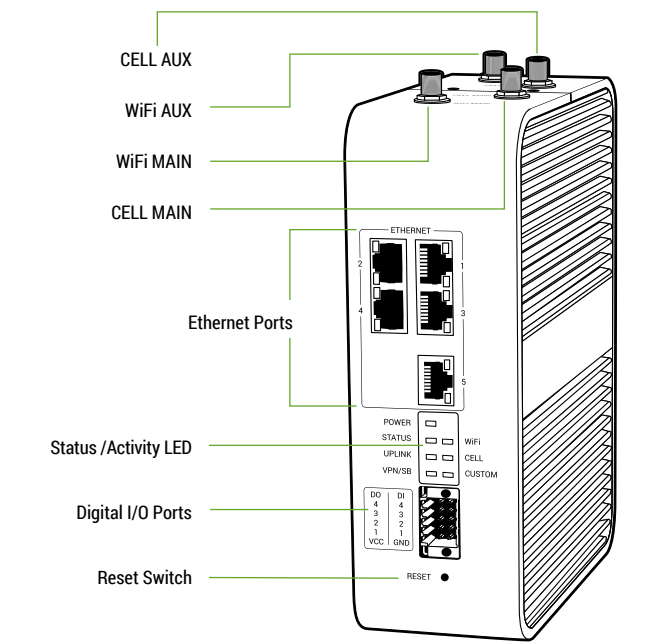 CELL AUX
WiFi AUX
WiFi MAIN
CELL MAIN
ETHERNET
2 1
4 3
Ethernet Ports
5
POWER
STATUS WiFi
Status /Activity LED
UPLINK CELL
VPN/SB CUSTOM
DO DI
4 4
3 3
Digital I/O Ports
2 2
1 1
VCC GND
Reset Switch
RESET